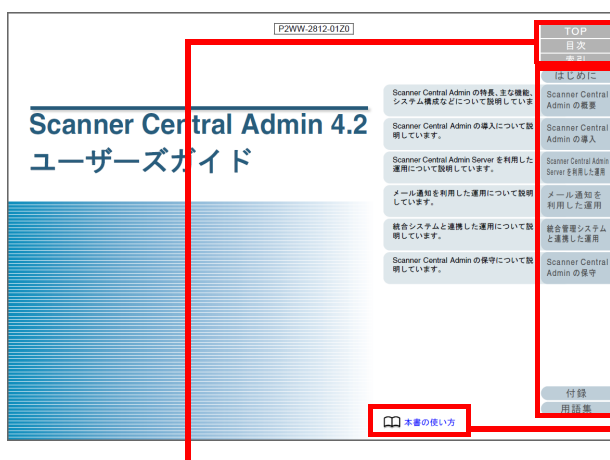 P2WW-2812-01Z0
TOP
目次
索引
はじめに
Scanner Central Admin 4.2
ユーザーズガイド
Scanner Central Admin の特長、主な機能、
システム構成などについて説明していま
Scanner Central
Admin の概要
Scanner Central Admin の導入について説
明しています。
Scanner Central
Admin の導入
Scanner Central Admin Server を利用した
運用について説明しています。
Scanner Central Admin
Server を利用した運用
メール通知を利用した運用について説明
しています。
メール通知を
利用した運用
統合システムと連携した運用について説
明しています。
統合管理システム
と連携した運用
Scanner Central Admin の保守について説
明しています。
Scanner Central
Admin の保守
付録
用語集
本書の使い方